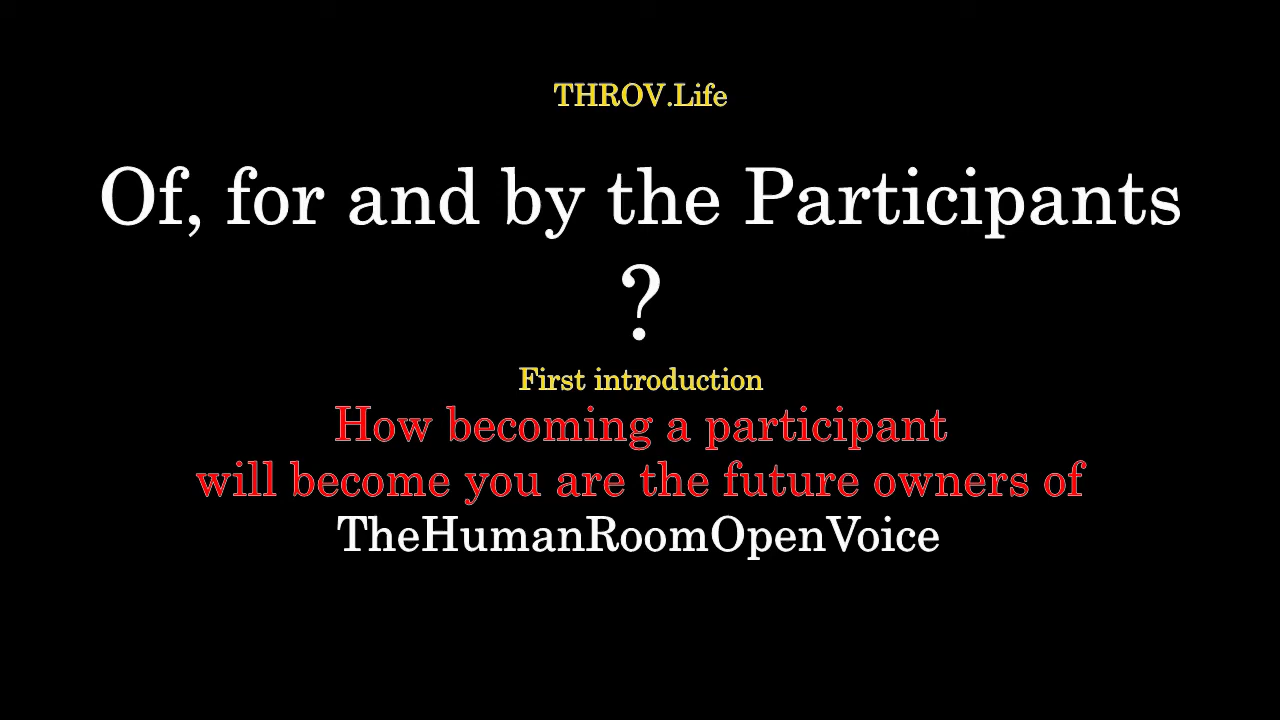 THROV.Life
Of, for and by the Participants
?
First introduction
How becoming a participant
will become you are the future owners of
TheHumanRoomOpenVoice